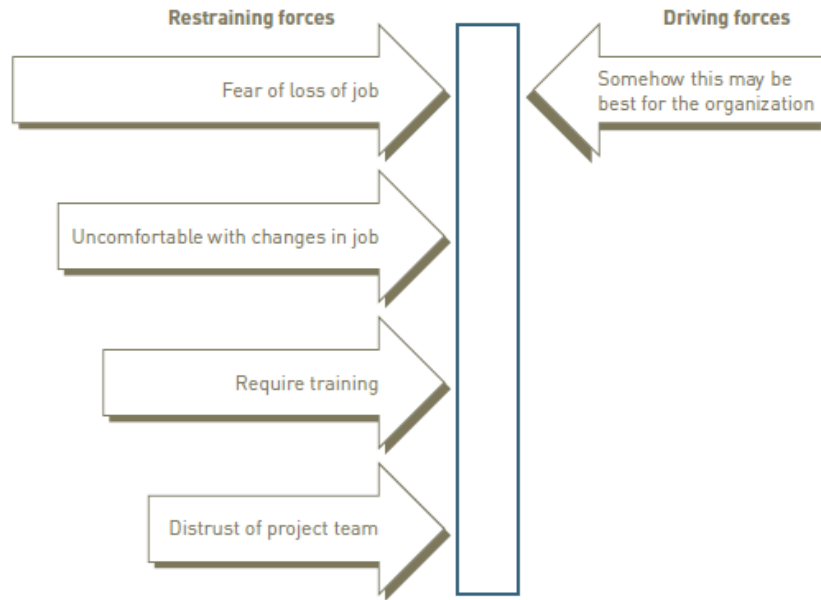 Restraining forces
Driving forces
Fear of loss of job
Somehow this may be
best for the organization
Uncomfortable with changes in job
Require training
Distrust of project team